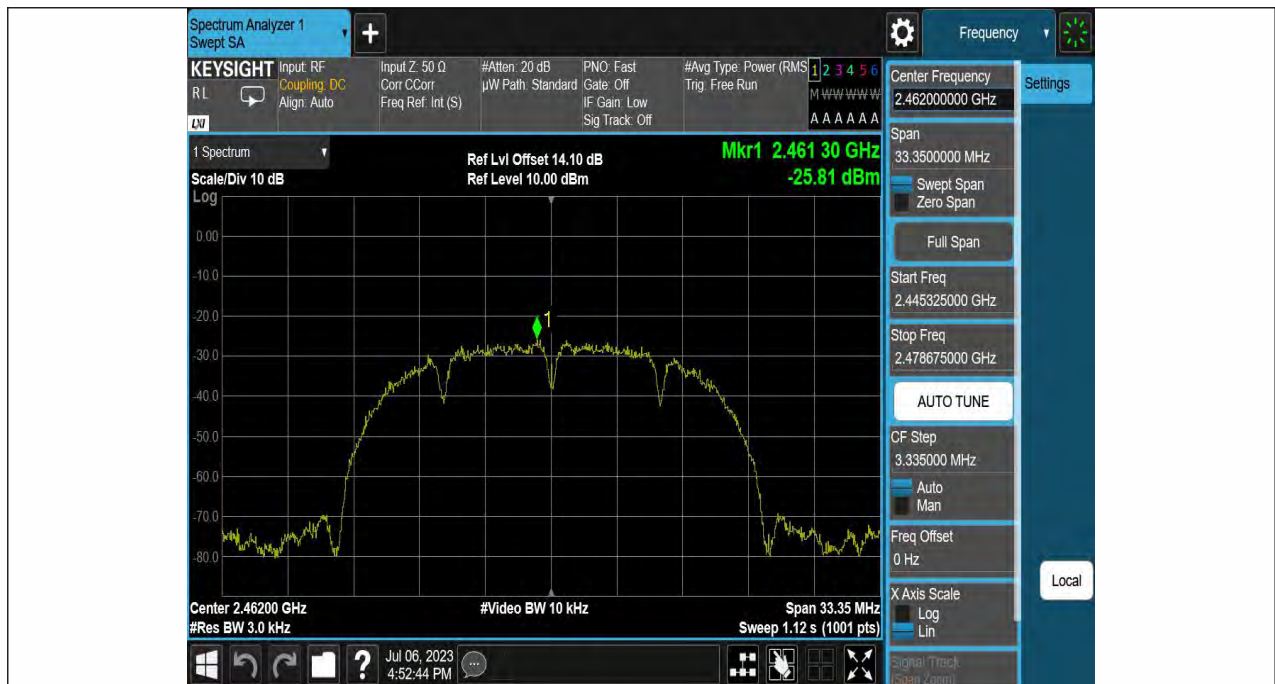 Spectrum Analyzer 1
Swept SA
+
Frequency
KEYSIGHT
RL
LXI
Input: RF
Coupling: DC
Align: Auto
Input Z: 50 Ω
Corr CCorr
Freq Ref: Int (S)
#Atten: 20 dB
µW Path: Standard
PNO: Fast
Gate: Off
IF Gain: Low
Sig Track: Off
#Avg Type: Power (RMS
Trig: Free Run
1 2 3 4 5 6
M W W W W W
A A A A A A
1 Spectrum
Scale/Div 10 dB
Log
Ref Lvl Offset 14.10 dB
Ref Level 10.00 dBm
Mkr1 2.461 30 GHz
-25.81 dBm
0.00
-10.0
-20.0
-30.0
-40.0
-50.0
-60.0
-70.0
-80.0
1
Center 2.46200 GHz
#Res BW 3.0 kHz
#Video BW 10 kHz
Span 33.35 MHz
Sweep 1.12 s (1001 pts)
Center Frequency
2.462000000 GHz
Settings
Span
33.3500000 MHz
Swept Span
Zero Span
Full Span
Start Freq
2.445325000 GHz
Stop Freq
2.478675000 GHz
AUTO TUNE
CF Step
3.335000 MHz
Auto
Man
Freq Offset
0 Hz
X Axis Scale
Log
Lin
Local
Signal Track
(Span Zoom)
?
Jul 06, 2023
4:52:44 PM